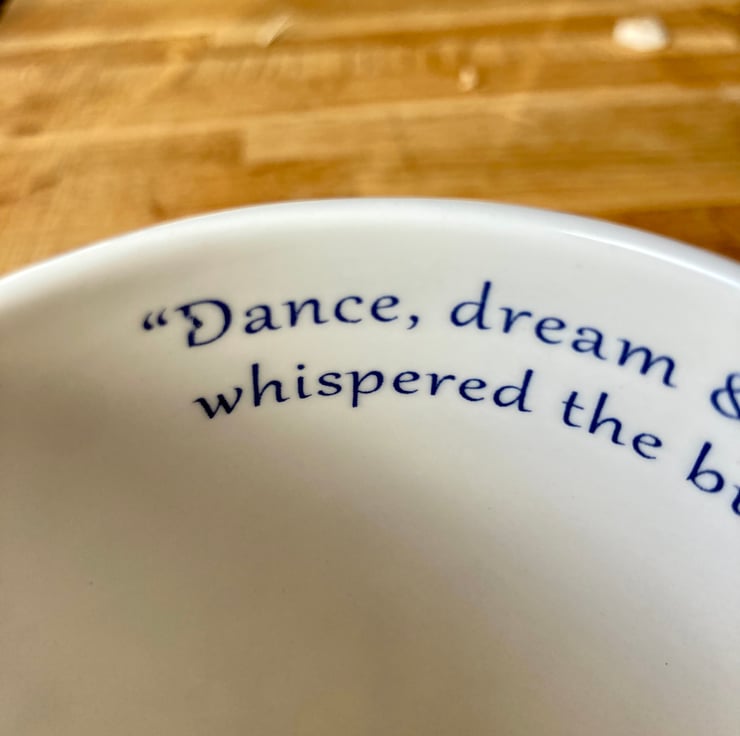 “Dance, dream &
whispered the